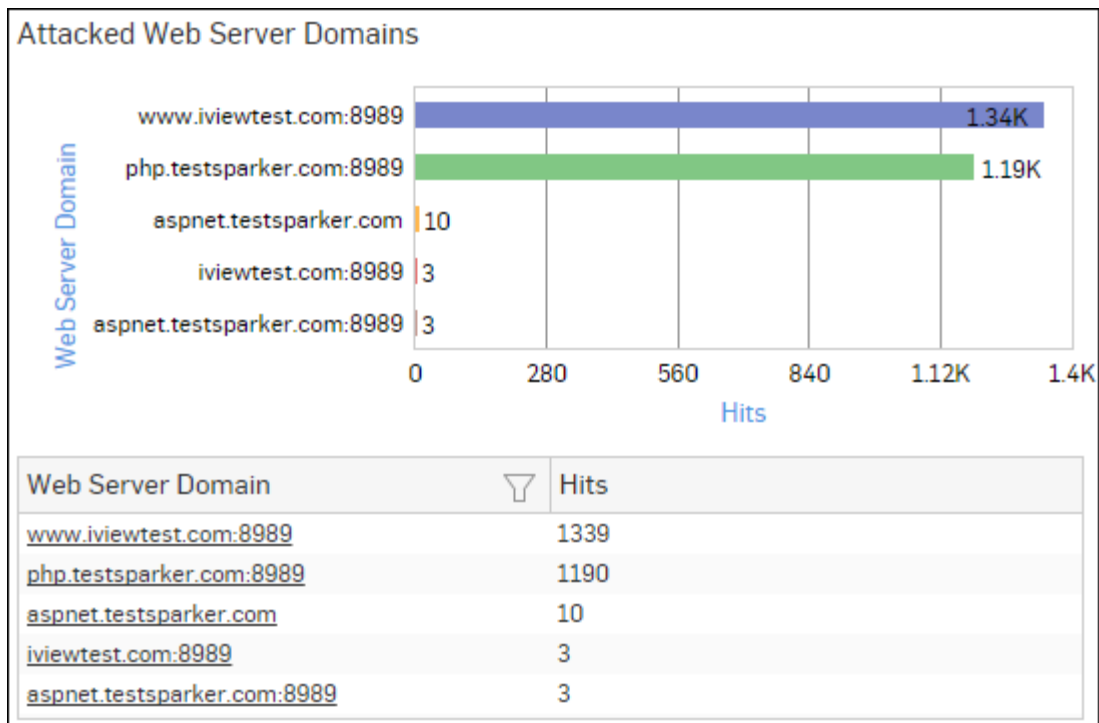 Attacked Web Server Domains
Web Server Domain
www.iviewtest.com:8989 1.34K
php.testsparker.com:8989 1.19K
aspnet.testsparker.com 10
iviewtest.com:8989 3
aspnet.testsparker.com:8989 3
0 280 560 840 1.12K 1.4K
Hits
Web Server Domain Hits
www.iviewtest.com:8989 1339
php.testsparker.com:8989 1190
aspnet.testsparker.com 10
iviewtest.com:8989 3
aspnet.testsparker.com:8989 3